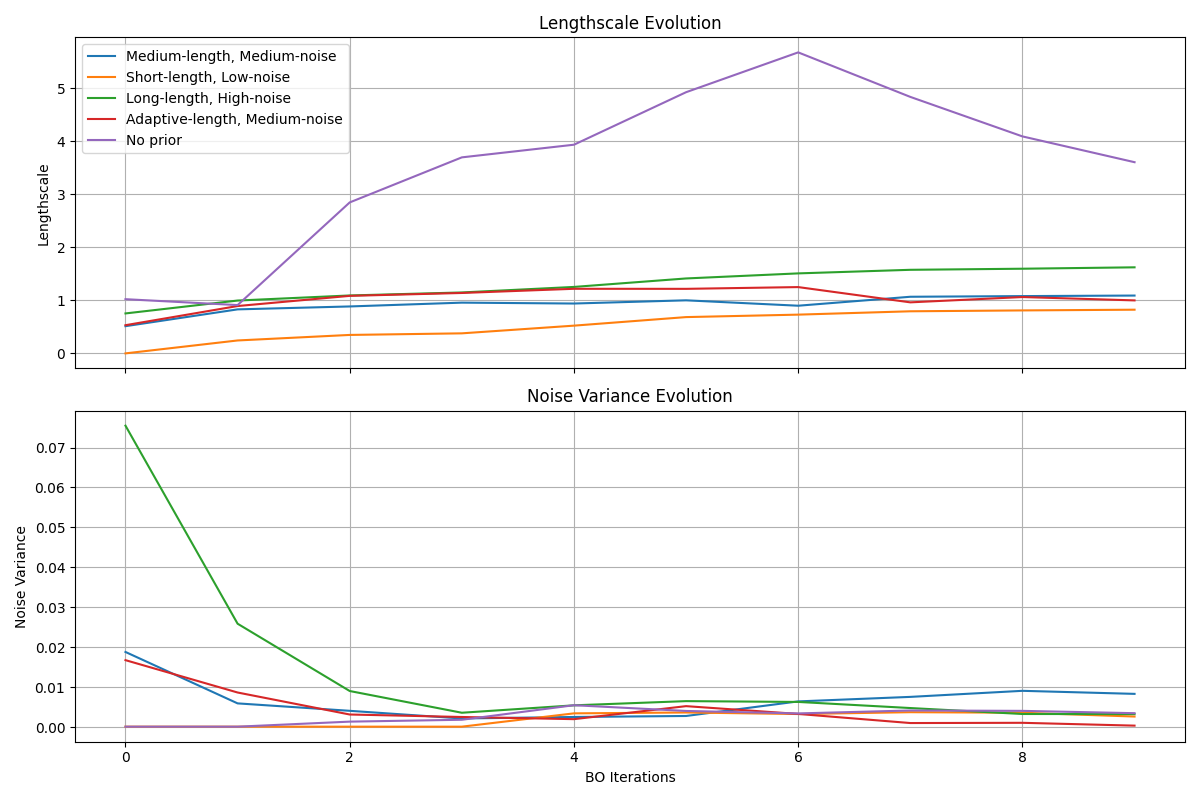 Lengthscale Evolution
Medium-length, Medium-noise
Short-length, Low-noise
Long-length, High-noise
Adaptive-length, Medium-noise
No prior
Lengthscale
5
4
3
2
1
0
Noise Variance Evolution
Noise Variance
0.07
0.06
0.05
0.04
0.03
0.02
0.01
0.00
0 2 4 6 8
BO Iterations